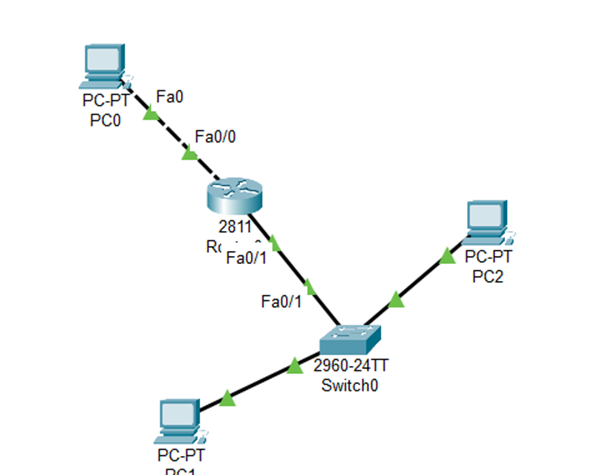 PC-PT
PC0
Fa0
Fa0/0
2811
Fa0/1
Fa0/1
PC-PT
PC2
2960-24TT
Switch0
PC-PT
PC1